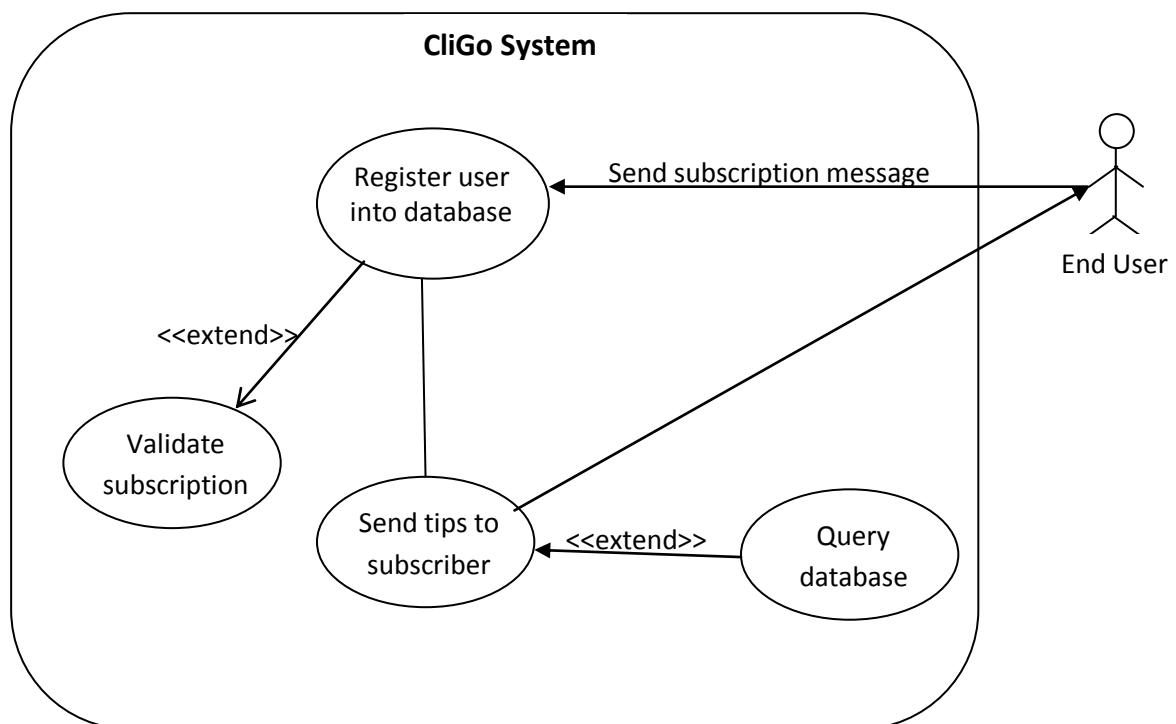 CliGo System
Register user
into database
Send subscription message
End User
<<extend>>
Validate
subscription
Send tips to
subscriber
<<extend>>
Query
database